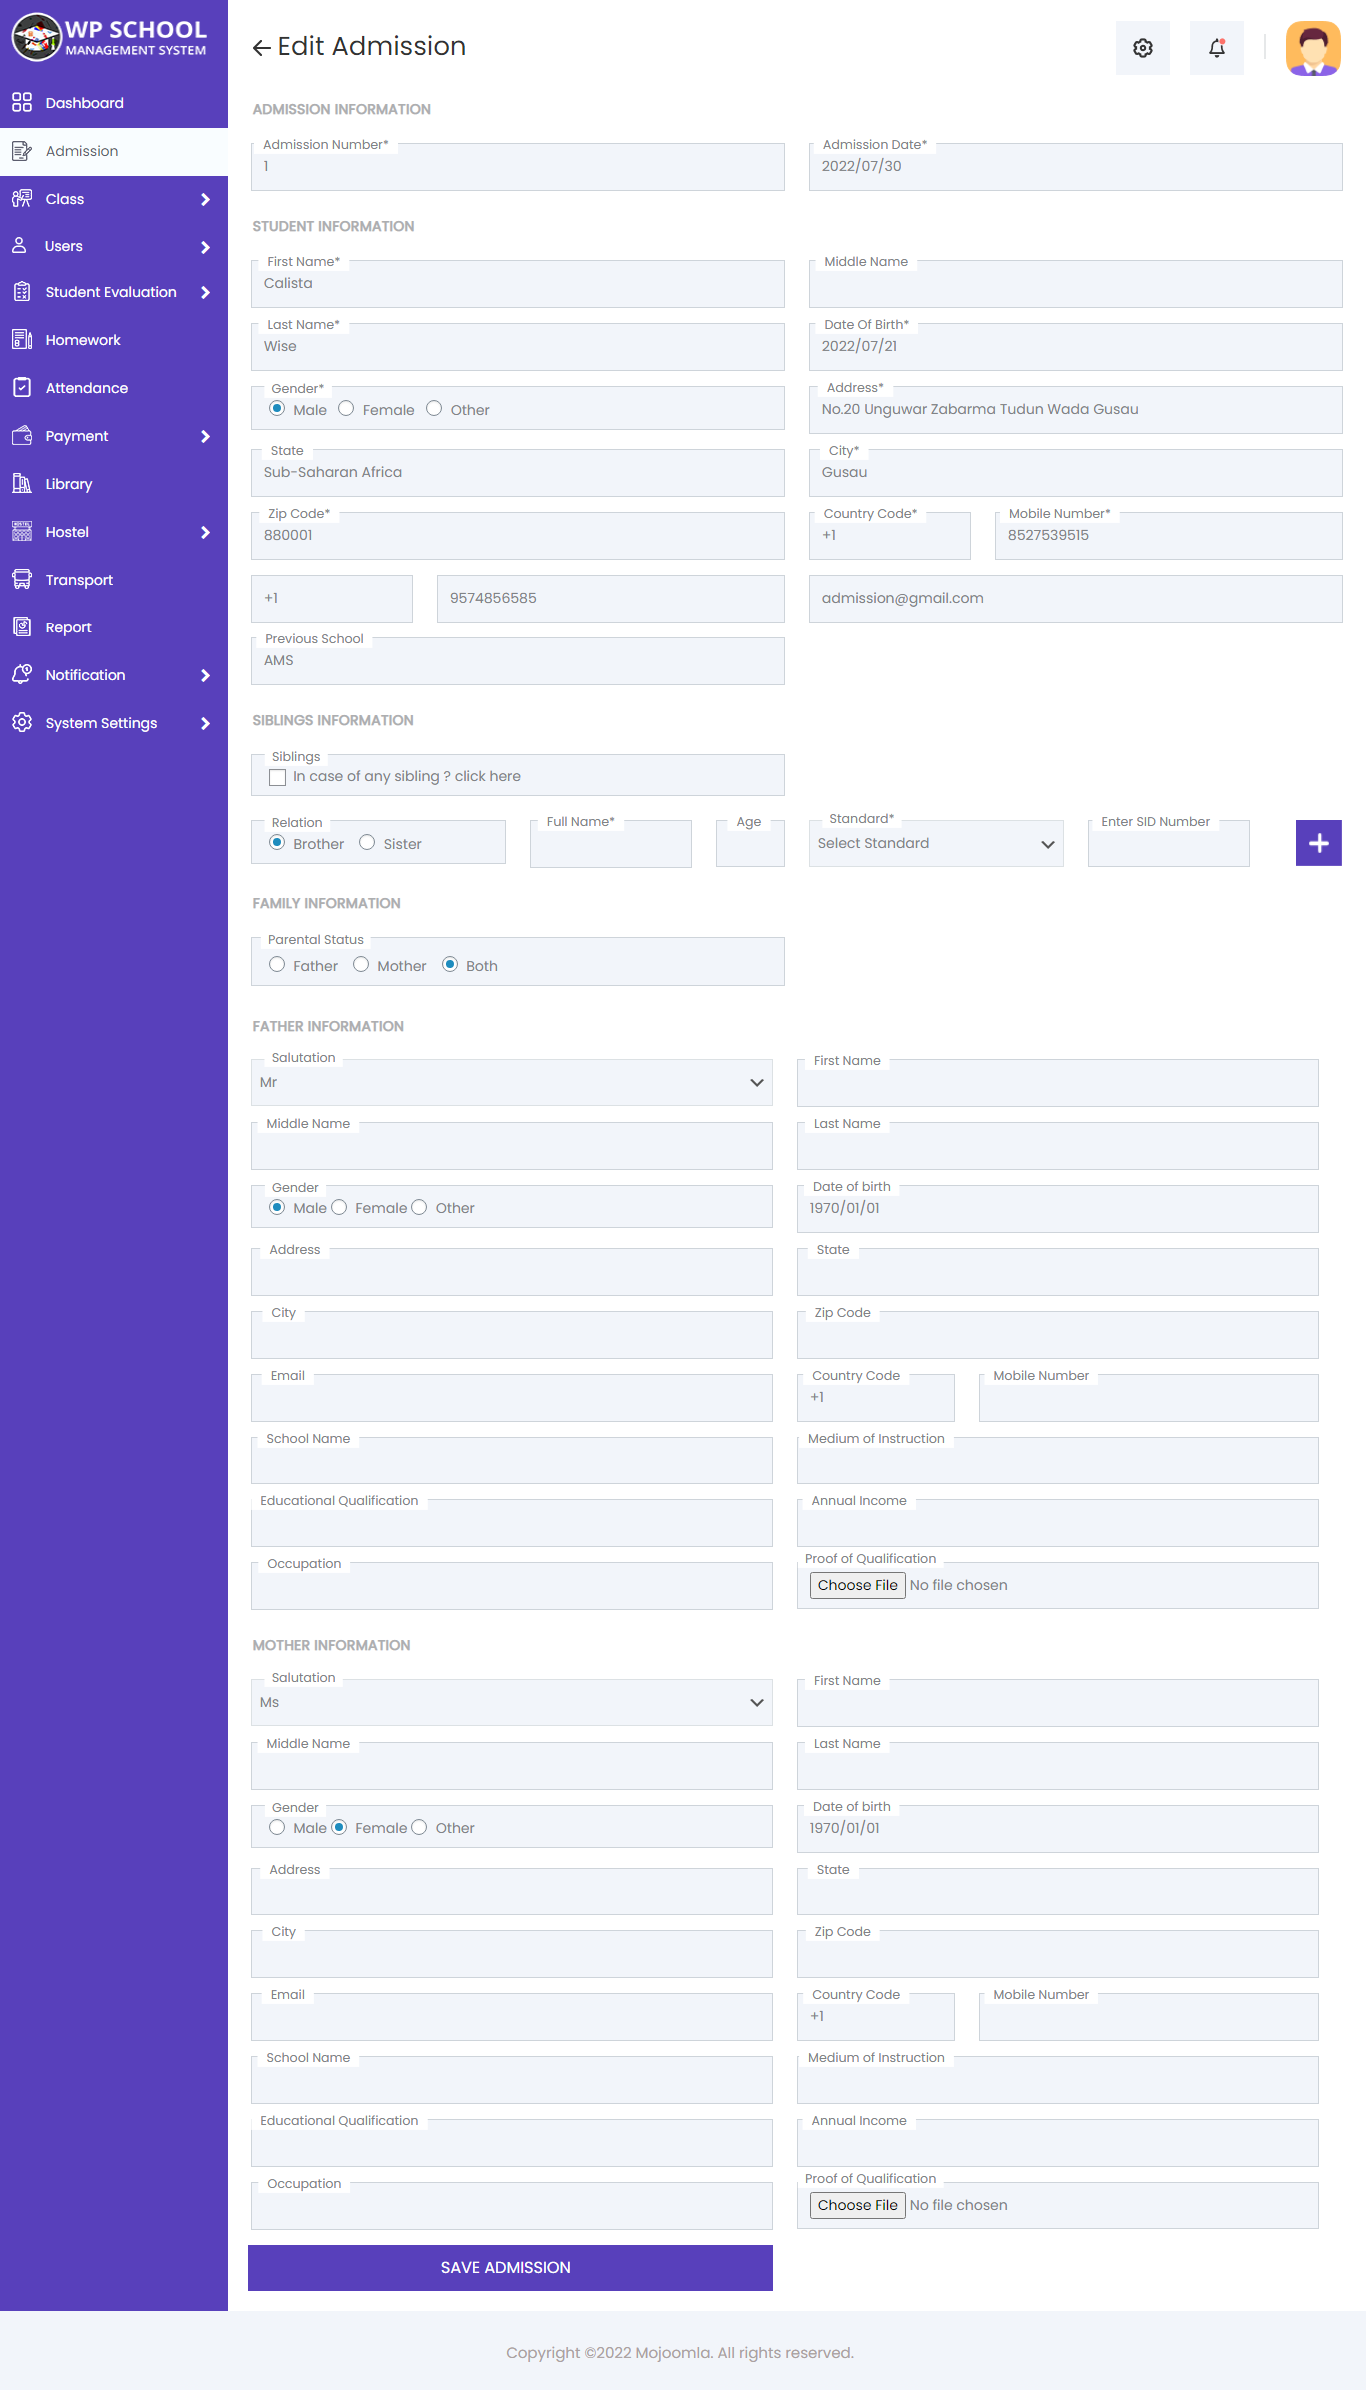 WP SCHOOL
MANAGEMENT SYSTEM
Dashboard
Admission
Class
Users
Student Evaluation
Homework
Attendance
Payment
Library
Hostel
Transport
Report
Notification
System Settings
Edit Admission
ADMISSION INFORMATION
Admission Number* Admission Date*
1 2022/07/30
STUDENT INFORMATION
First Name* Middle Name
Calista
Last Name* Date Of Birth*
Wise 2022/07/21
Gender* Address*
Male Female Other No.20 Unguwar Zabarma Tudun Wada Gusau
State City*
Sub-Saharan Africa Gusau
Zip Code* Country Code* Mobile Number*
880001 +1 8527539515
+1 9574856585 admission@gmail.com
Previous School
AMS
SIBLINGS INFORMATION
Siblings
In case of any sibling ? click here
Relation Full Name* Age Standard* Enter SID Number
Brother Sister Select Standard
FAMILY INFORMATION
Parental Status
Father Mother Both
FATHER INFORMATION
Salutation First Name
Mr
Middle Name Last Name
Gender Date of birth
Male Female Other 1970/01/01
Address State
City Zip Code
Email Country Code Mobile Number
+1
School Name Medium of Instruction
Educational Qualification Annual Income
Occupation Proof of Qualification
Choose File No file chosen
MOTHER INFORMATION
Salutation First Name
Ms
Middle Name Last Name
Gender Date of birth
Male Female Other 1970/01/01
Address State
City Zip Code
Email Country Code Mobile Number
+1
School Name Medium of Instruction
Educational Qualification Annual Income
Occupation Proof of Qualification
Choose File No file chosen
SAVE ADMISSION
Copyright ©2022 Mojoomla. All rights reserved.